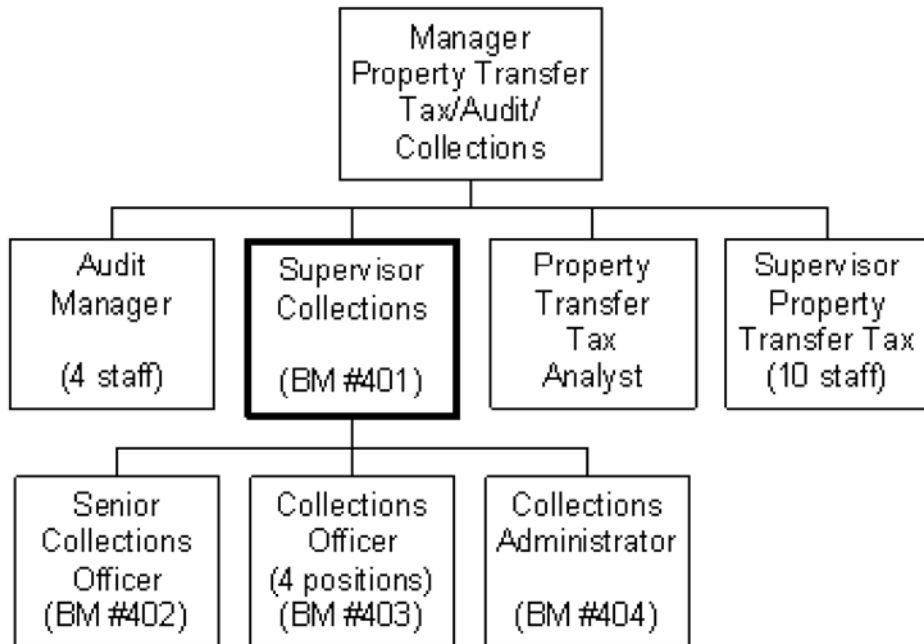 Manager
Property Transfer
Tax/Audit/
Collections
Audit
Manager
(4 staff)
Supervisor
Collections
(BM #401)
Property
Transfer
Tax
Analyst
Supervisor
Property
Transfer Tax
(10 staff)
Senior
Collections
Officer
(BM #402)
Collections
Officer
(4 positions)
(BM #403)
Collections
Administrator
(BM #404)